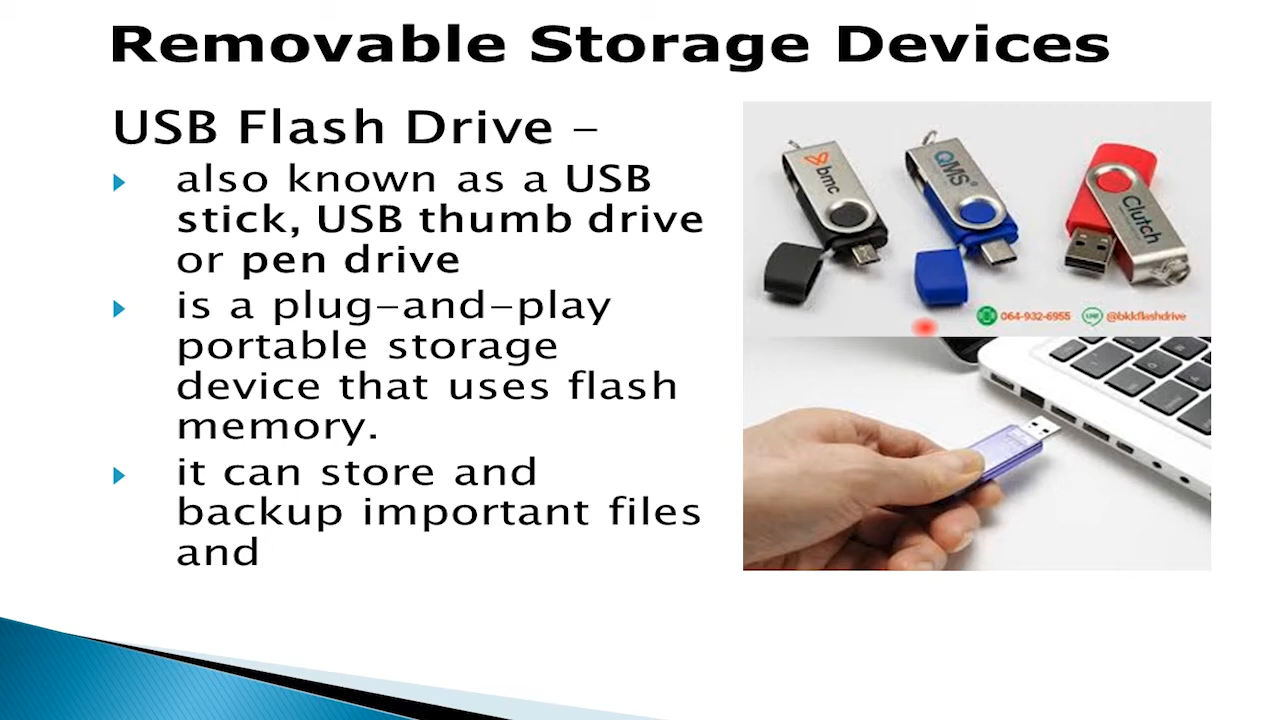 Removable Storage Devices
USB Flash Drive –
also known as a USB
stick, USB thumb drive
or pen drive
is a plug-and-play
portable storage
device that uses flash
memory.
it can store and
backup important files
and
bmc
QMS®
Clutch
064-932-6955
LINE
@bkkflashdrive